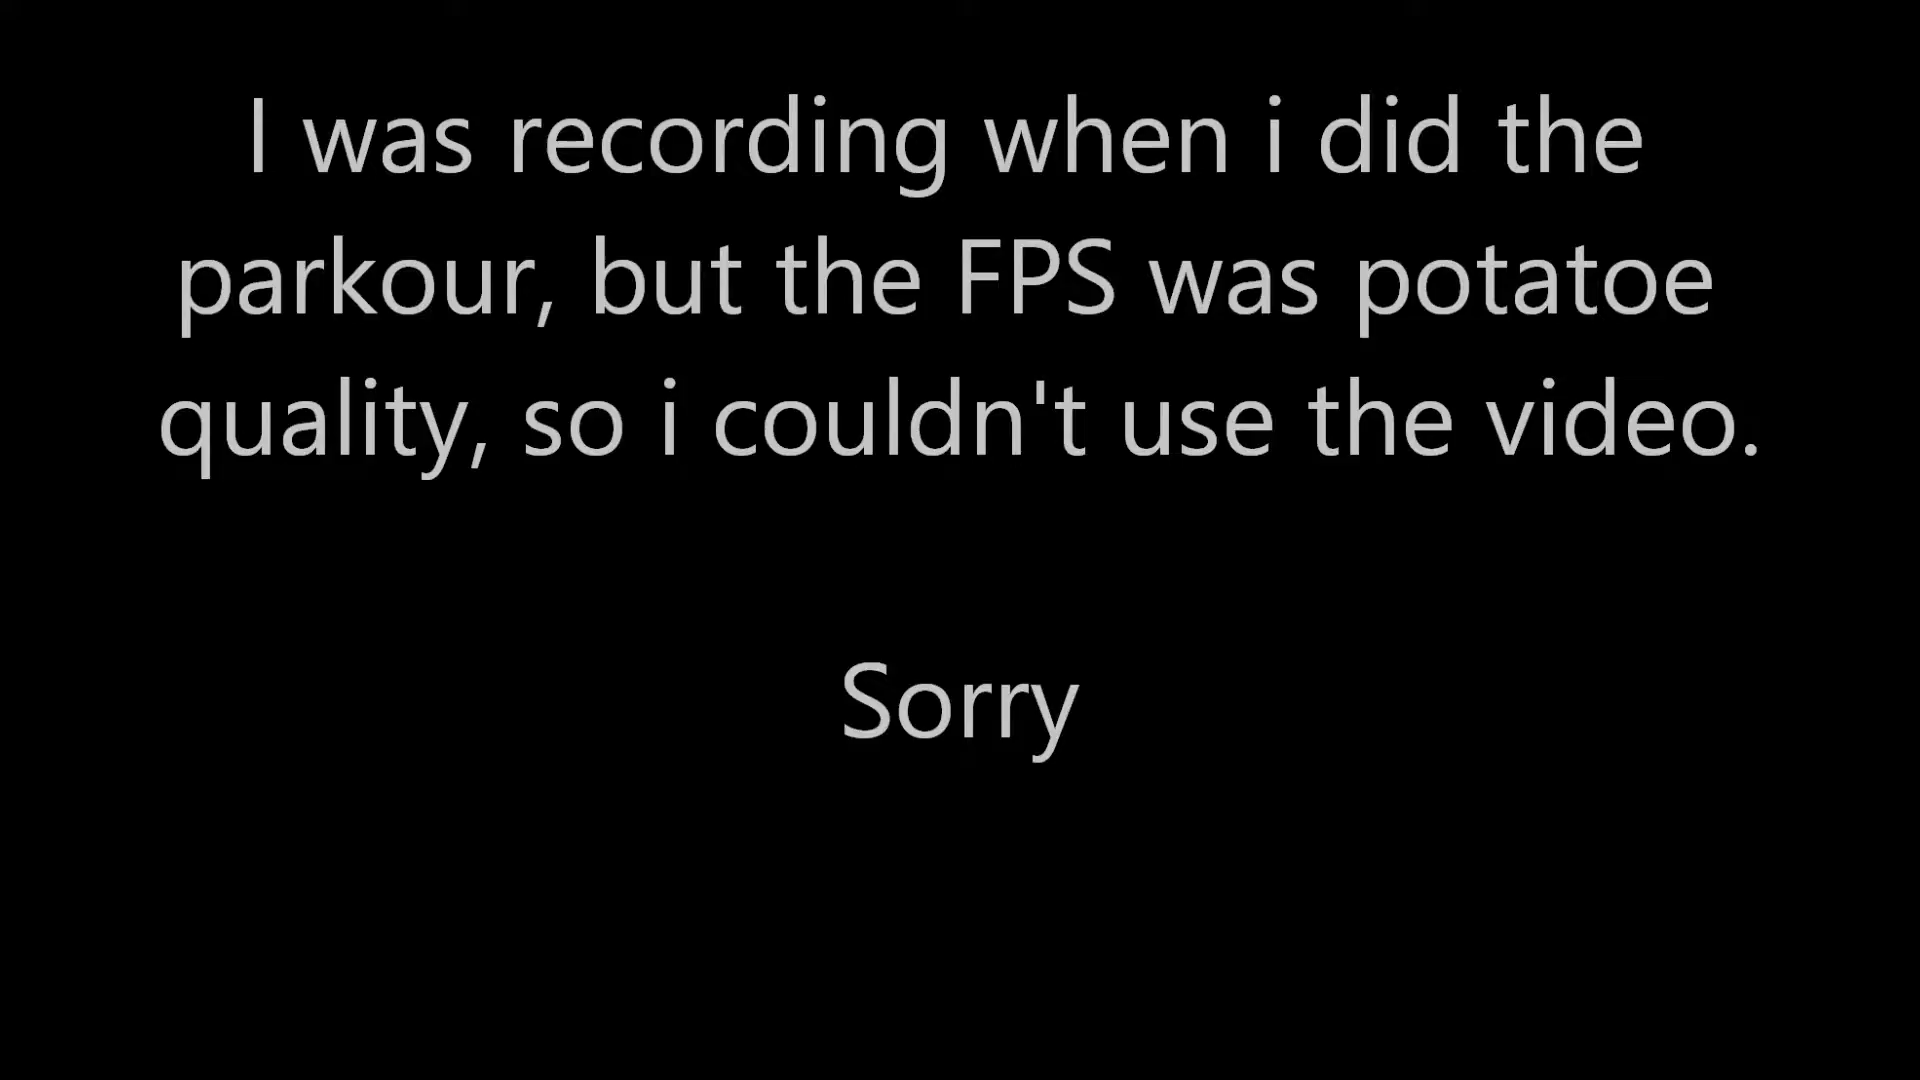 I was recording when i did the
parkour, but the FPS was potatoe
quality, so i couldn't use the video.
Sorry